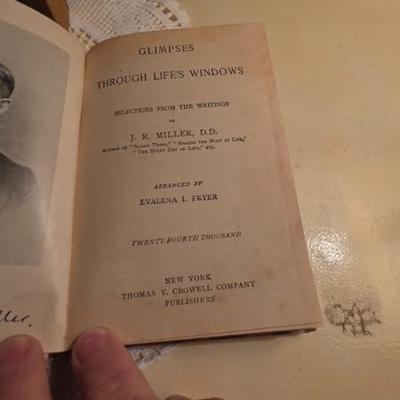 GLIMPSES
THROUGH LIFE'S WINDOWS
SELECTIONS FROM THE WRITINGS
OF
J. R. MILLER, D.D.
AUTHOR OF "SILENT TIMES," "MAKING THE MOST OF LIFE,"
"THE EVERY DAY OF LIFE," ETC.
ARRANGED BY
EVALENA I. FRYER
TWENTY-FOURTH THOUSAND
NEW YORK
THOMAS Y. CROWELL COMPANY
PUBLISHERS